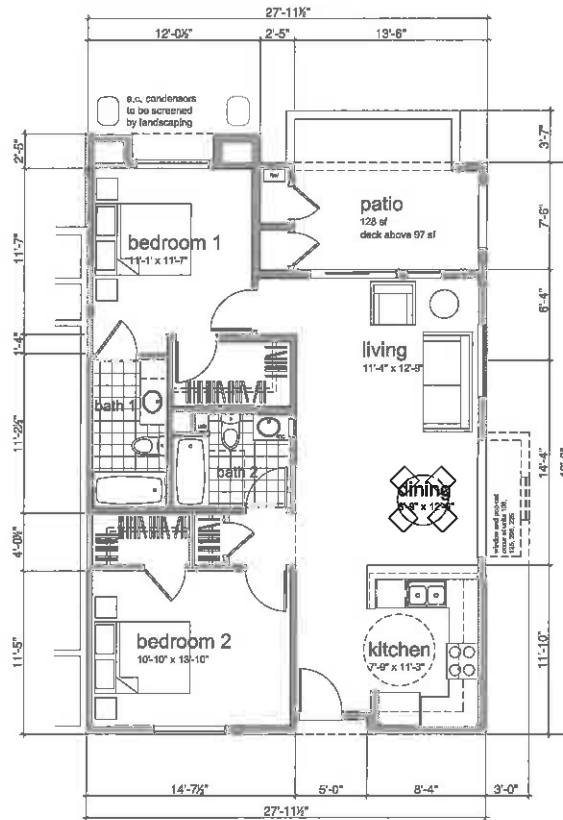 27'-11½"
12'-0½"
2'-5"
13'-6"
a.c. condensors
to be screened
by landscaping
3'-7"
patio
128 sf
deck above 97 sf
7'-6"
bedroom 1
11'-1" x 11'-7"
11'-7"
6'-4"
living
11'-4" x 12'-9"
1'-4"
bath 1
11'-2½"
bath 2
dining
14'-4"
4'-0½"
bedroom 2
10'-10" x 13'-10"
11'-5"
kitchen
7'-9" x 11'-3"
11'-10"
14'-7½"
5'-0"
8'-4"
3'-0"
27'-11½"